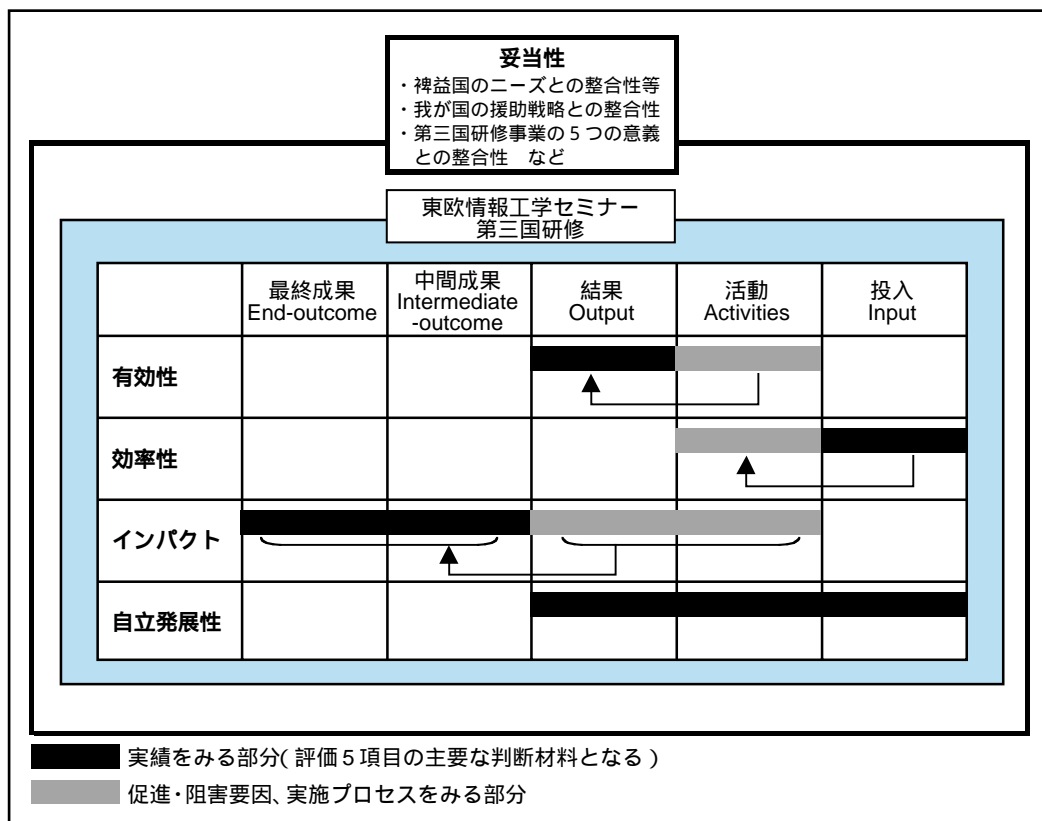 妥当性
・裨益国のニーズとの整合性等
・我が国の援助戦略との整合性
・第三国研修事業の５つの意義
との整合性　など
東欧情報工学セミナー
第三国研修
最終成果
End-outcome
中間成果
Intermediate
-outcome
結果
Output
活動
Activities
投入
Input
有効性
効率性
インパクト
自立発展性
実績をみる部分（評価５項目の主要な判断材料となる）
促進・阻害要因、実施プロセスをみる部分